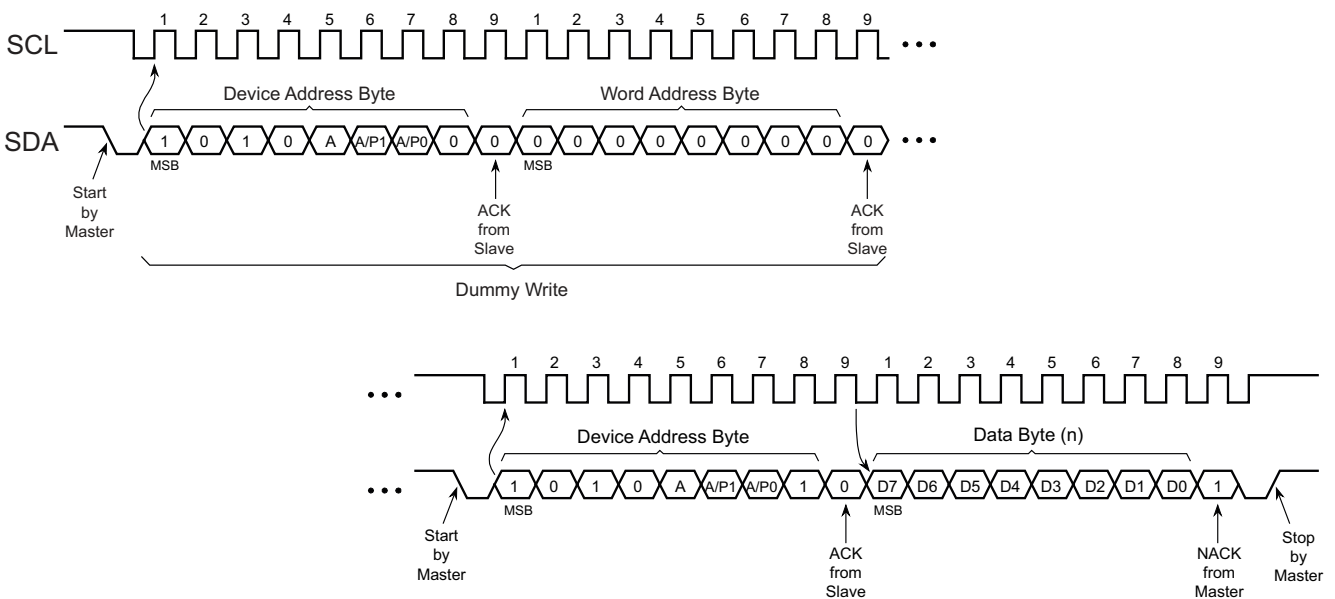 1 2 3 4 5 6 7 8 9 1 2 3 4 5 6 7 8 9
SCL
Device Address Byte Word Address Byte
SDA 1 0 1 0 A A/P1 A/P0 0 0 0 0 0 0 0 0 0 0 0
MSB MSB
Start
by
Master
ACK
from
Slave
ACK
from
Slave
Dummy Write
1 2 3 4 5 6 7 8 9 1 2 3 4 5 6 7 8 9
Device Address Byte Data Byte (n)
1 0 1 0 A A/P1 A/P0 1 0 D7 D6 D5 D4 D3 D2 D1 D0 1
MSB MSB
Start
by
Master
ACK
from
Slave
NACK
from
Master
Stop
by
Master